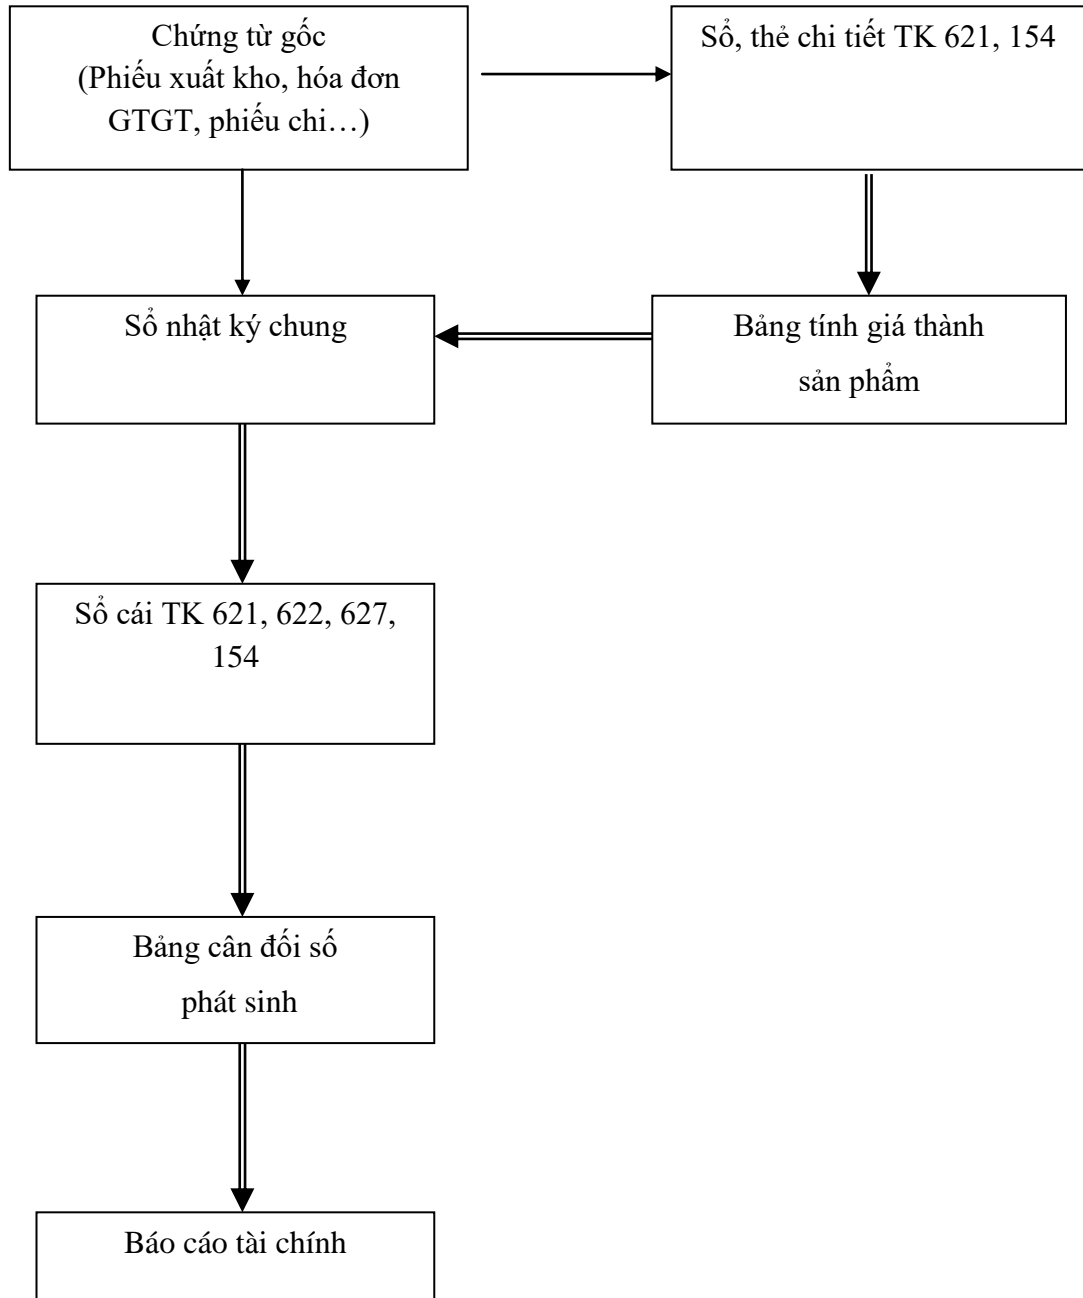 Chứng từ gốc
(Phiếu xuất kho, hóa đơn
GTGT, phiếu chi…)
Sổ, thẻ chi tiết TK 621, 154
Sổ nhật ký chung
Bảng tính giá thành
sản phẩm
Sổ cái TK 621, 622, 627,
154
Bảng cân đối số
phát sinh
Báo cáo tài chính